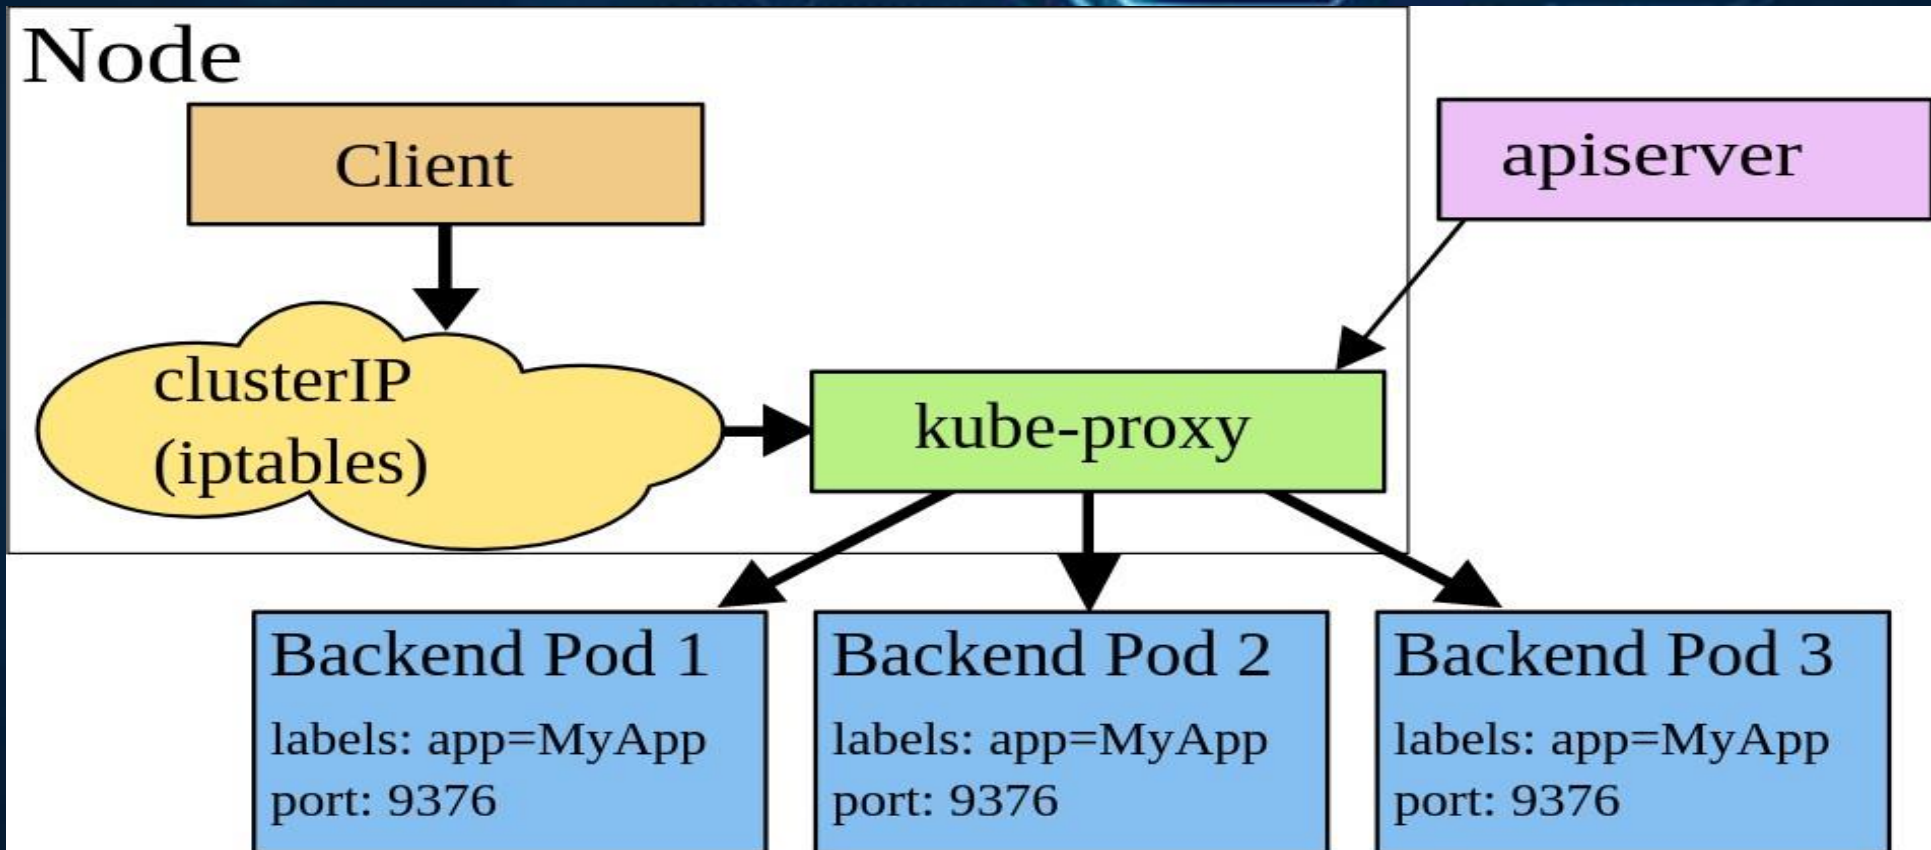 Node
Client
apiserver
clusterIP
(iptables)
kube-proxy
Backend Pod 1
labels: app=MyApp
port: 9376
Backend Pod 2
labels: app=MyApp
port: 9376
Backend Pod 3
labels: app=MyApp
port: 9376